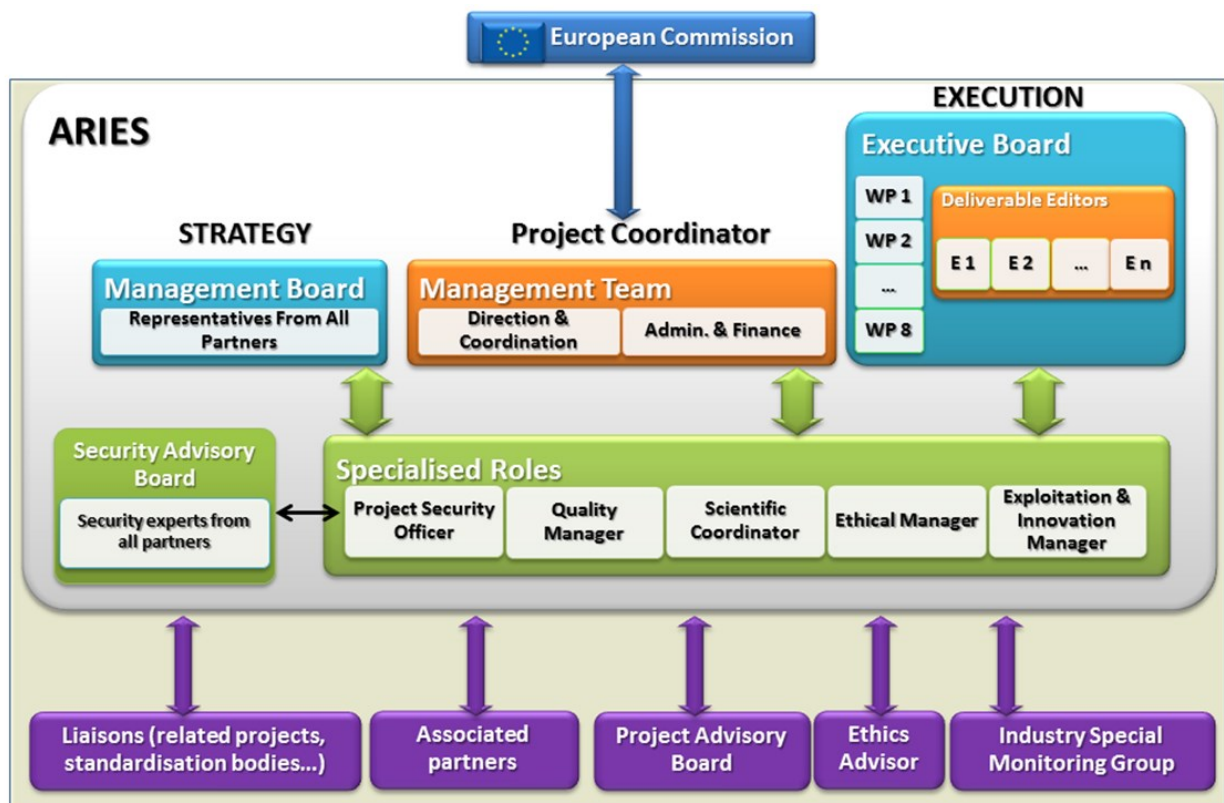 European Commission
ARIES
EXECUTION
Executive Board
WP 1
WP 2
...
WP 8
Deliverable Editors
E 1
E 2
...
E n
STRATEGY
Management Board
Representatives From All
Partners
Project Coordinator
Management Team
Direction &
Coordination
Admin. & Finance
Security Advisory
Board
Security experts from
all partners
Specialised Roles
Project Security
Officer
Quality
Manager
Scientific
Coordinator
Ethical Manager
Exploitation &
Innovation
Manager
Liaisons (related projects,
standardisation bodies...)
Associated
partners
Project Advisory
Board
Ethics
Advisor
Industry Special
Monitoring Group